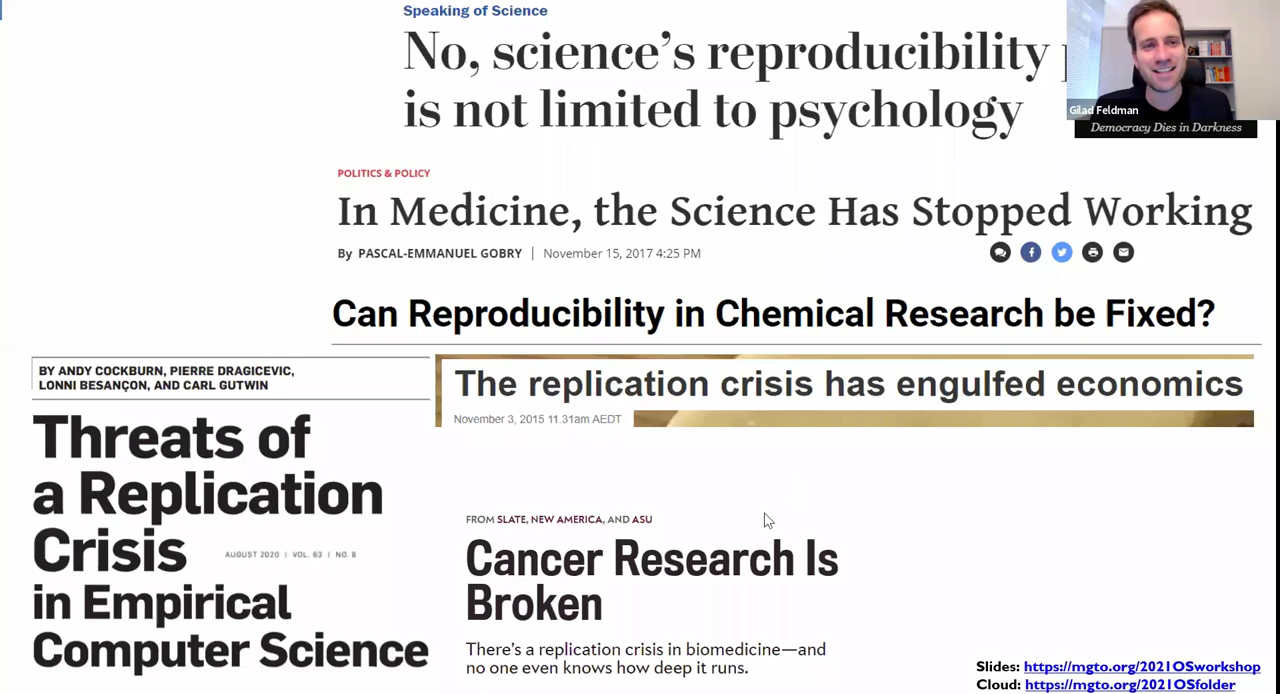 Speaking of Science
No, science's reproducibility
is not limited to psychology
Gilad Feldman
Democracy Dies in Darkness
POLITICS & POLICY
In Medicine, the Science Has Stopped Working
By PASCAL-EMMANUEL GOBRY | November 15, 2017 4:25 PM
Can Reproducibility in Chemical Research be Fixed?
BY ANDY COCKBURN, PIERRE DRAGICEVIC,
LONNI BESANÇON, AND CARL GUTWIN
Threats of
a Replication
Crisis
AUGUST 2020 | VOL. 63 | NO. 8
in Empirical
Computer Science
The replication crisis has engulfed economics
November 3, 2015 11.31am AEDT
FROM SLATE, NEW AMERICA, AND ASU
Cancer Research Is
Broken
There's a replication crisis in biomedicine—and
no one even knows how deep it runs.
Slides: https://mgto.org/2021OSworkshop
Cloud: https://mgto.org/2021OSfolder